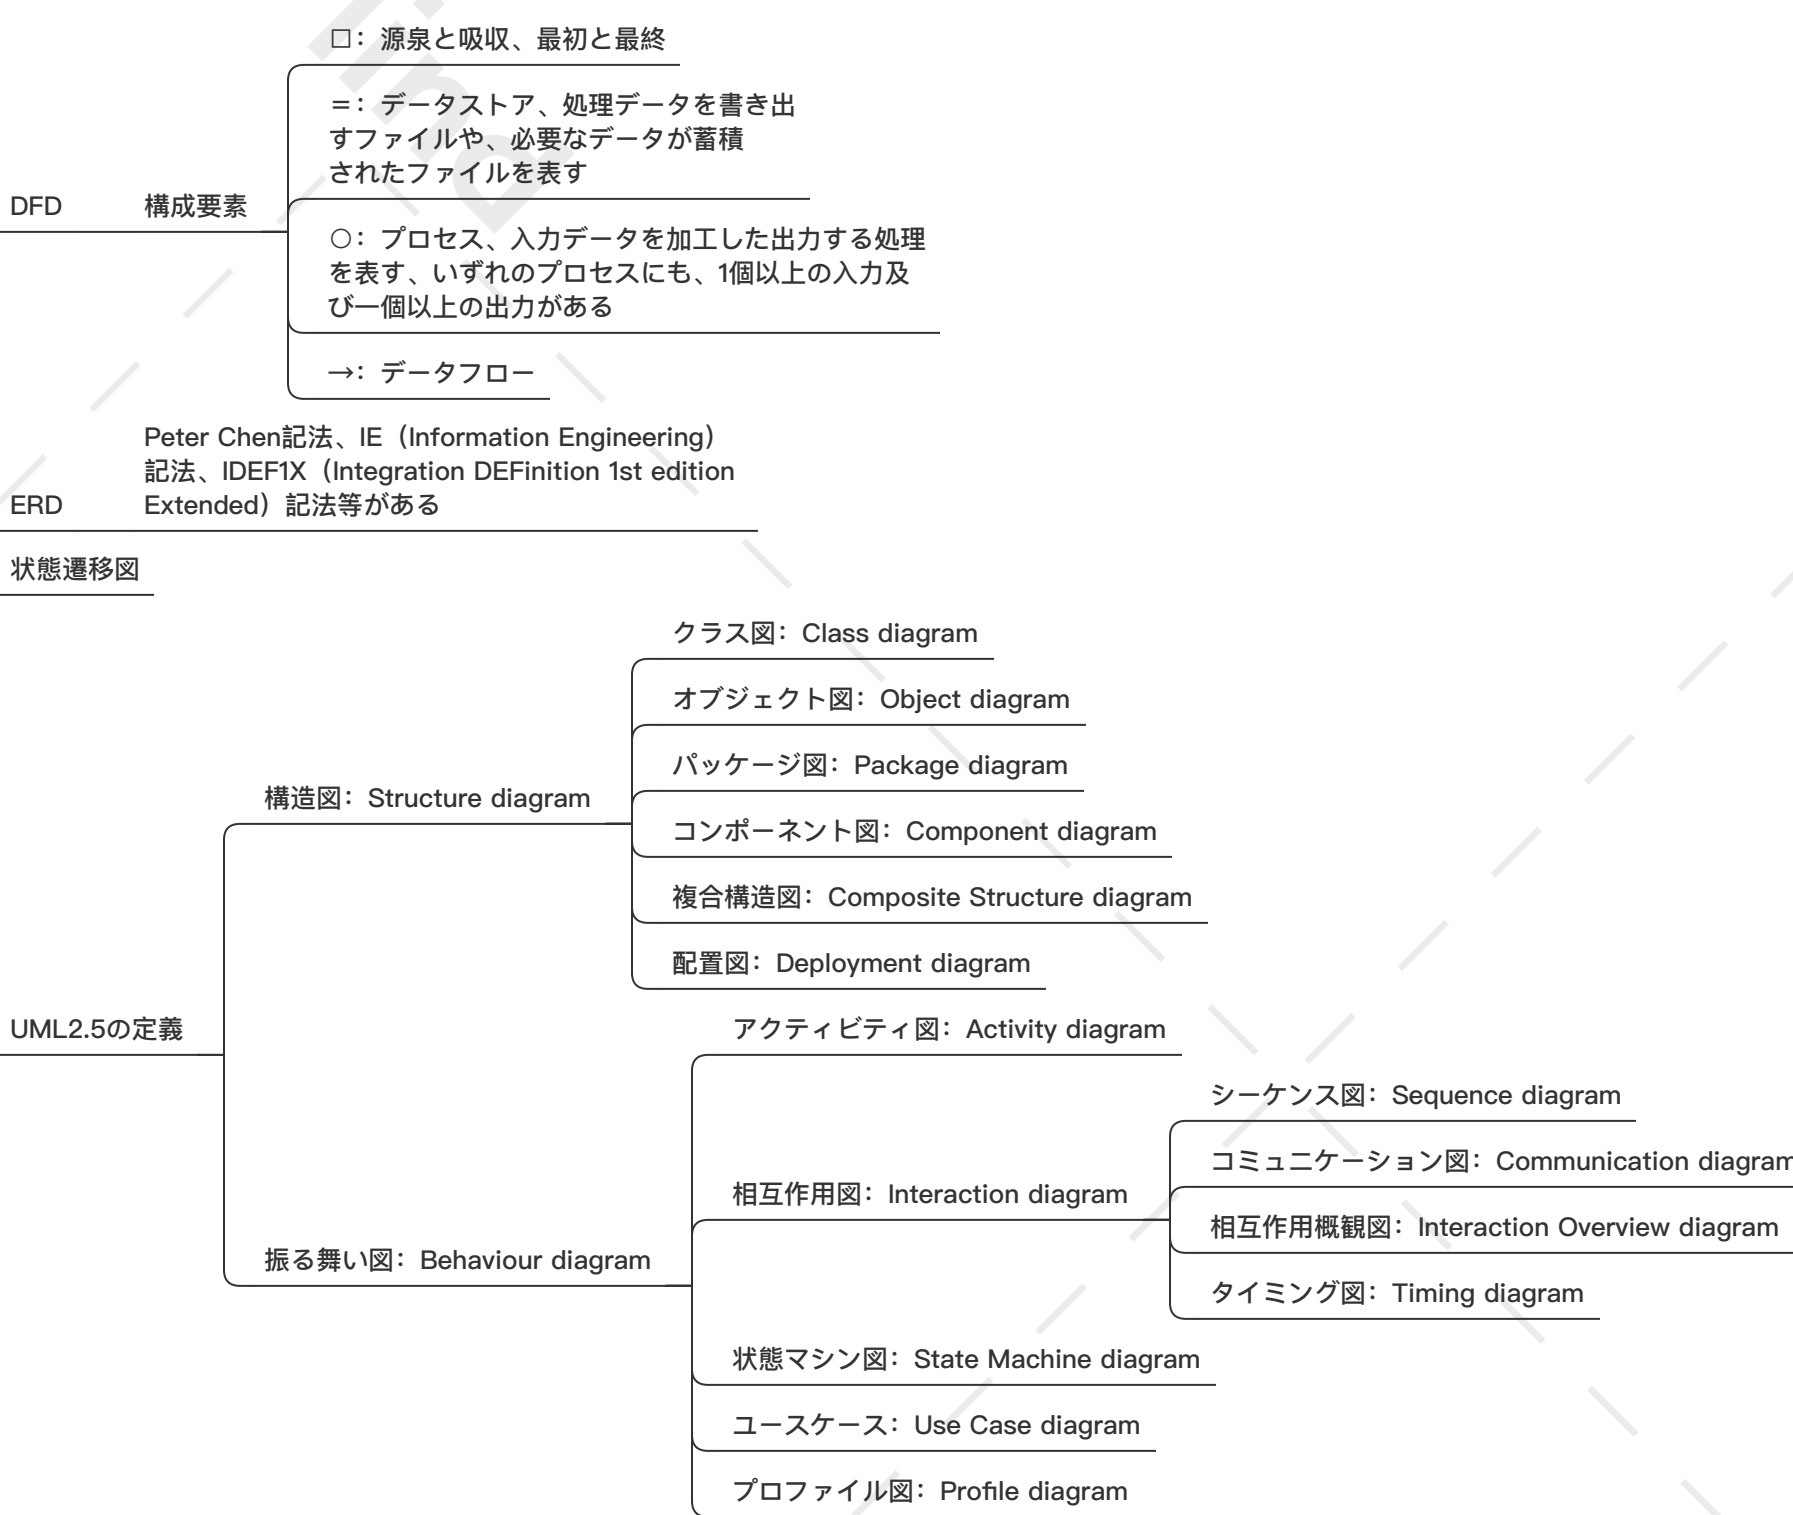 □：源泉と吸収、最初と最終
＝：データストア、処理データを書き出
すファイルや、必要なデータが蓄積
されたファイルを表す
DFD 構成要素
○：プロセス、入力データを加工した出力する処理
を表す、いずれのプロセスにも、1個以上の入力及
び一個以上の出力がある
→：データフロー
Peter Chen記法、IE（Information Engineering）
記法、IDEF1X（Integration DEFinition 1st edition
ERD Extended）記法等がある
状態遷移図
クラス図：Class diagram
オブジェクト図：Object diagram
パッケージ図：Package diagram
構造図：Structure diagram
コンポーネント図：Component diagram
複合構造図：Composite Structure diagram
配置図：Deployment diagram
UML2.5の定義
アクティビティ図：Activity diagram
シーケンス図：Sequence diagram
コミュニケーション図：Communication diagram
相互作用図：Interaction diagram
相互作用概観図：Interaction Overview diagram
振る舞い図：Behaviour diagram
タイミング図：Timing diagram
状態マシン図：State Machine diagram
ユースケース：Use Case diagram
プロファイル図：Profile diagram